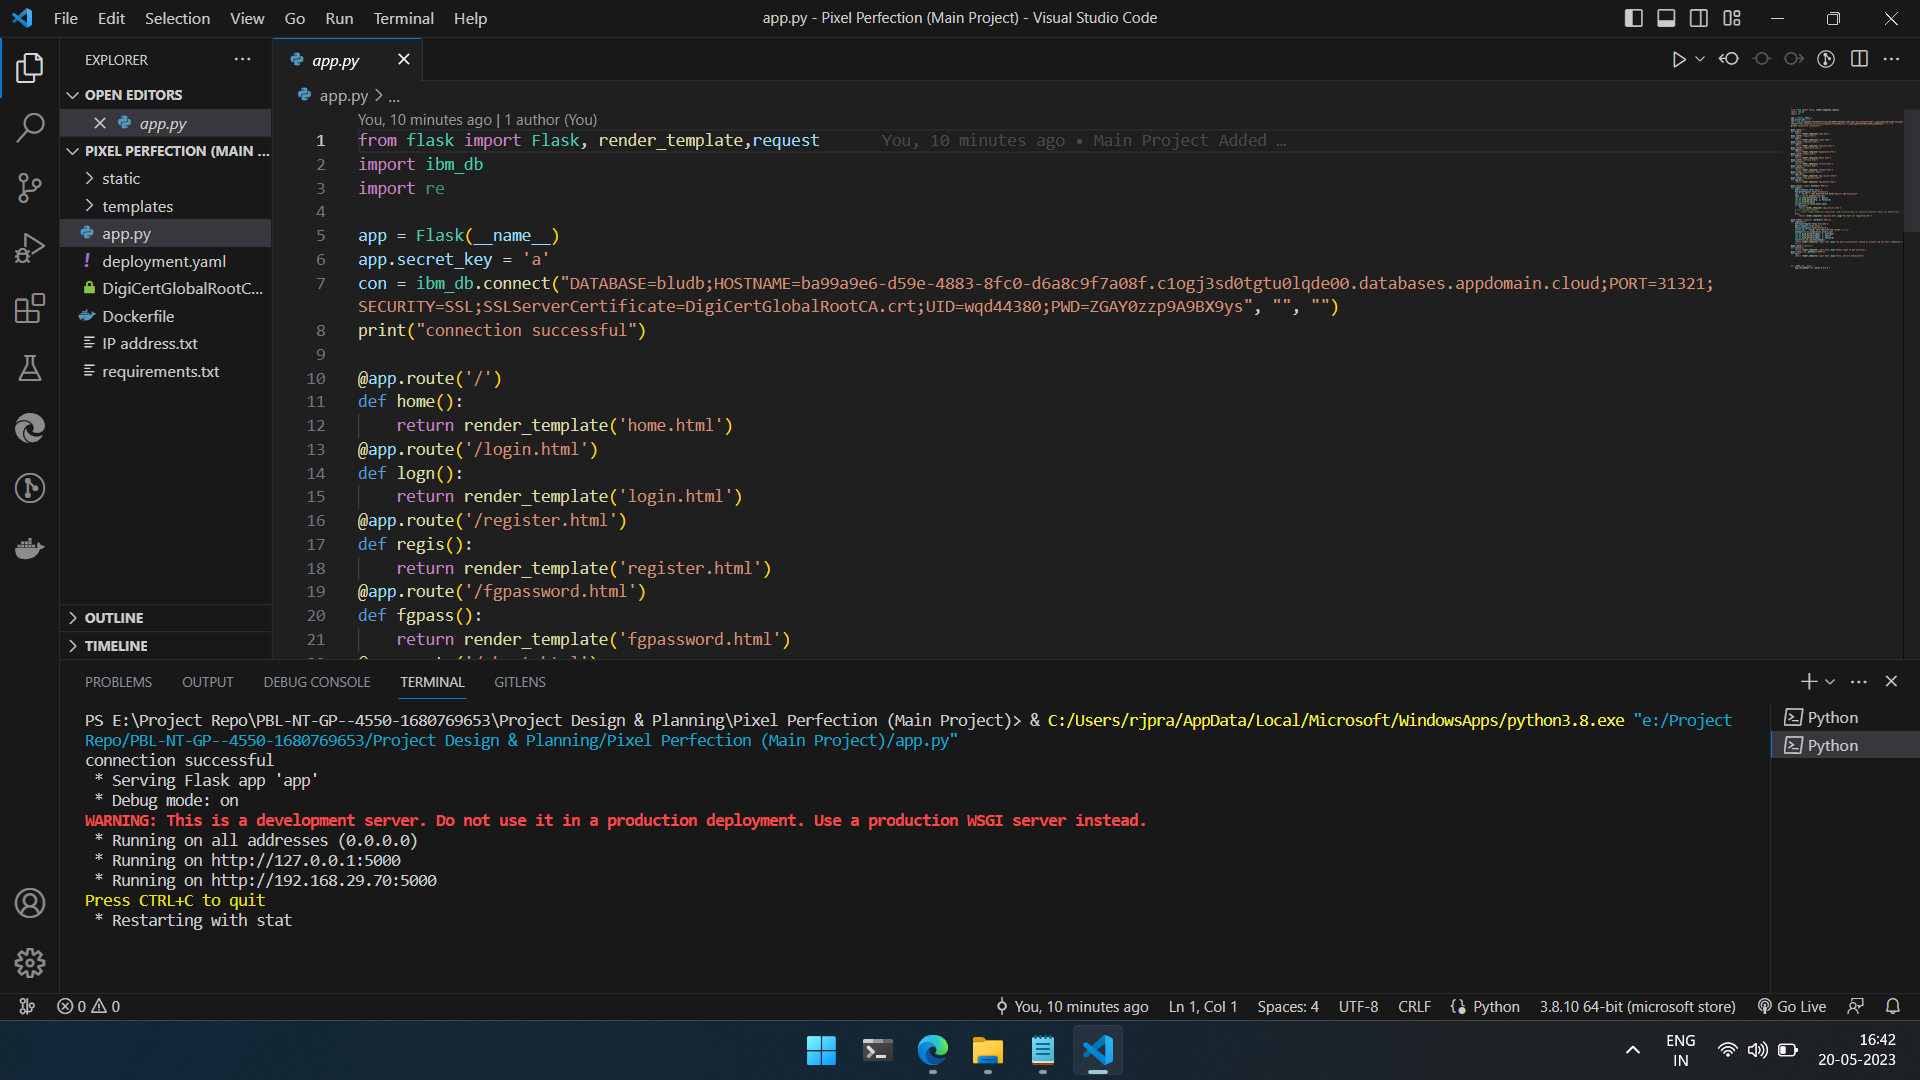 File Edit Selection View Go Run Terminal Help
app.py - Pixel Perfection (Main Project) - Visual Studio Code
EXPLORER
OPEN EDITORS
app.py
PIXEL PERFECTION (MAIN ...
static
templates
app.py
deployment.yaml
DigiCertGlobalRootC...
Dockerfile
IP address.txt
requirements.txt
OUTLINE
TIMELINE
app.py
app.py > ...
You, 10 minutes ago | 1 author (You)
1 from flask import Flask, render_template,request You, 10 minutes ago • Main Project Added …
2 import ibm_db
3 import re
4
5 app = Flask(__name__)
6 app.secret_key = 'a'
7 con = ibm_db.connect("DATABASE=bludb;HOSTNAME=ba99a9e6-d59e-4883-8fc0-d6a8c9f7a08f.c1ogj3sd0tgtu0lqde00.databases.appdomain.cloud;PORT=31321;
SECURITY=SSL;SSLServerCertificate=DigiCertGlobalRootCA.crt;UID=wqd44380;PWD=ZGAY0zzp9A9BX9ys", "", "")
8 print("connection successful")
9
10 @app.route('/')
11 def home():
12 return render_template('home.html')
13 @app.route('/login.html')
14 def logn():
15 return render_template('login.html')
16 @app.route('/register.html')
17 def regis():
18 return render_template('register.html')
19 @app.route('/fgpassword.html')
20 def fgpass():
21 return render_template('fgpassword.html')
PROBLEMS OUTPUT DEBUG CONSOLE TERMINAL GITLENS
PS E:\Project Repo\PBL-NT-GP--4550-1680769653\Project Design & Planning\Pixel Perfection (Main Project)> & C:/Users/rjpra/AppData/Local/Microsoft/WindowsApps/python3.8.exe "e:/Project
Repo/PBL-NT-GP--4550-1680769653/Project Design & Planning/Pixel Perfection (Main Project)/app.py"
connection successful
* Serving Flask app 'app'
* Debug mode: on
WARNING: This is a development server. Do not use it in a production deployment. Use a production WSGI server instead.
* Running on all addresses (0.0.0.0)
* Running on http://127.0.0.1:5000
* Running on http://192.168.29.70:5000
Press CTRL+C to quit
* Restarting with stat
Python
Python
0 0
You, 10 minutes ago Ln 1, Col 1 Spaces: 4 UTF-8 CRLF Python 3.8.10 64-bit (microsoft store) Go Live
ENG
IN
16:42
20-05-2023